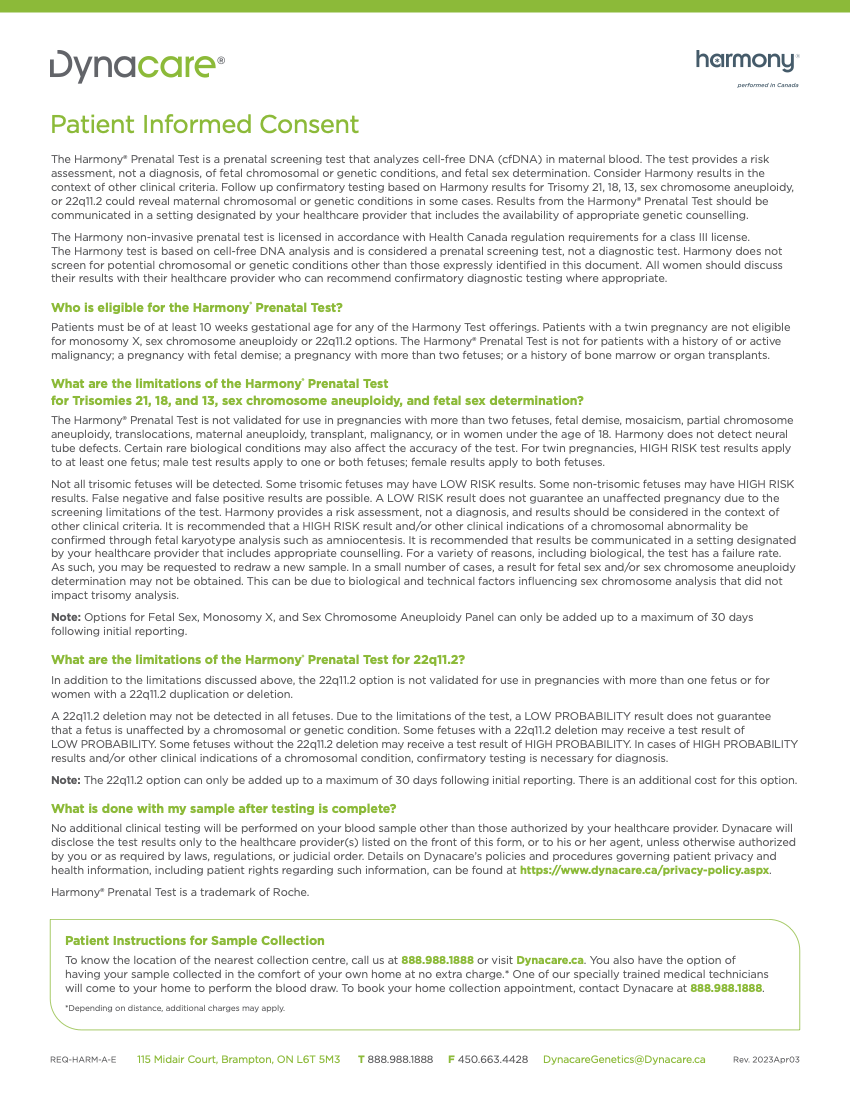 Dynacare®
harmony®
performed in Canada
Patient Informed Consent
The Harmony® Prenatal Test is a prenatal screening test that analyzes cell-free DNA (cfDNA) in maternal blood. The test provides a risk
assessment, not a diagnosis, of fetal chromosomal or genetic conditions, and fetal sex determination. Consider Harmony results in the
context of other clinical criteria. Follow up confirmatory testing based on Harmony results for Trisomy 21, 18, 13, sex chromosome aneuploidy,
or 22q11.2 could reveal maternal chromosomal or genetic conditions in some cases. Results from the Harmony® Prenatal Test should be
communicated in a setting designated by your healthcare provider that includes the availability of appropriate genetic counselling.
The Harmony non-invasive prenatal test is licensed in accordance with Health Canada regulation requirements for a class III license.
The Harmony test is based on cell-free DNA analysis and is considered a prenatal screening test, not a diagnostic test. Harmony does not
screen for potential chromosomal or genetic conditions other than those expressly identified in this document. All women should discuss
their results with their healthcare provider who can recommend confirmatory diagnostic testing where appropriate.
Who is eligible for the Harmony® Prenatal Test?
Patients must be of at least 10 weeks gestational age for any of the Harmony Test offerings. Patients with a twin pregnancy are not eligible
for monosomy X, sex chromosome aneuploidy or 22q11.2 options. The Harmony® Prenatal Test is not for patients with a history of or active
malignancy; a pregnancy with fetal demise; a pregnancy with more than two fetuses; or a history of bone marrow or organ transplants.
What are the limitations of the Harmony® Prenatal Test
for Trisomies 21, 18, and 13, sex chromosome aneuploidy, and fetal sex determination?
The Harmony® Prenatal Test is not validated for use in pregnancies with more than two fetuses, fetal demise, mosaicism, partial chromosome
aneuploidy, translocations, maternal aneuploidy, transplant, malignancy, or in women under the age of 18. Harmony does not detect neural
tube defects. Certain rare biological conditions may also affect the accuracy of the test. For twin pregnancies, HIGH RISK test results apply
to at least one fetus; male test results apply to one or both fetuses; female results apply to both fetuses.
Not all trisomic fetuses will be detected. Some trisomic fetuses may have LOW RISK results. Some non-trisomic fetuses may have HIGH RISK
results. False negative and false positive results are possible. A LOW RISK result does not guarantee an unaffected pregnancy due to the
screening limitations of the test. Harmony provides a risk assessment, not a diagnosis, and results should be considered in the context of
other clinical criteria. It is recommended that a HIGH RISK result and/or other clinical indications of a chromosomal abnormality be
confirmed through fetal karyotype analysis such as amniocentesis. It is recommended that results be communicated in a setting designated
by your healthcare provider that includes appropriate counselling. For a variety of reasons, including biological, the test has a failure rate.
As such, you may be requested to redraw a new sample. In a small number of cases, a result for fetal sex and/or sex chromosome aneuploidy
determination may not be obtained. This can be due to biological and technical factors influencing sex chromosome analysis that did not
impact trisomy analysis.
Note: Options for Fetal Sex, Monosomy X, and Sex Chromosome Aneuploidy Panel can only be added up to a maximum of 30 days
following initial reporting.
What are the limitations of the Harmony® Prenatal Test for 22q11.2?
In addition to the limitations discussed above, the 22q11.2 option is not validated for use in pregnancies with more than one fetus or for
women with a 22q11.2 duplication or deletion.
A 22q11.2 deletion may not be detected in all fetuses. Due to the limitations of the test, a LOW PROBABILITY result does not guarantee
that a fetus is unaffected by a chromosomal or genetic condition. Some fetuses with a 22q11.2 deletion may receive a test result of
LOW PROBABILITY. Some fetuses without the 22q11.2 deletion may receive a test result of HIGH PROBABILITY. In cases of HIGH PROBABILITY
results and/or other clinical indications of a chromosomal condition, confirmatory testing is necessary for diagnosis.
Note: The 22q11.2 option can only be added up to a maximum of 30 days following initial reporting. There is an additional cost for this option.
What is done with my sample after testing is complete?
No additional clinical testing will be performed on your blood sample other than those authorized by your healthcare provider. Dynacare will
disclose the test results only to the healthcare provider(s) listed on the front of this form, or to his or her agent, unless otherwise authorized
by you or as required by laws, regulations, or judicial order. Details on Dynacare's policies and procedures governing patient privacy and
health information, including patient rights regarding such information, can be found at https://www.dynacare.ca/privacy-policy.aspx.
Harmony® Prenatal Test is a trademark of Roche.
Patient Instructions for Sample Collection
To know the location of the nearest collection centre, call us at 888.988.1888 or visit Dynacare.ca. You also have the option of
having your sample collected in the comfort of your own home at no extra charge.* One of our specially trained medical technicians
will come to your home to perform the blood draw. To book your home collection appointment, contact Dynacare at 888.988.1888.
*Depending on distance, additional charges may apply.
REQ-HARM-A-E 115 Midair Court, Brampton, ON L6T 5M3 T 888.988.1888 F 450.663.4428 DynacareGenetics@Dynacare.ca Rev. 2023Apr03